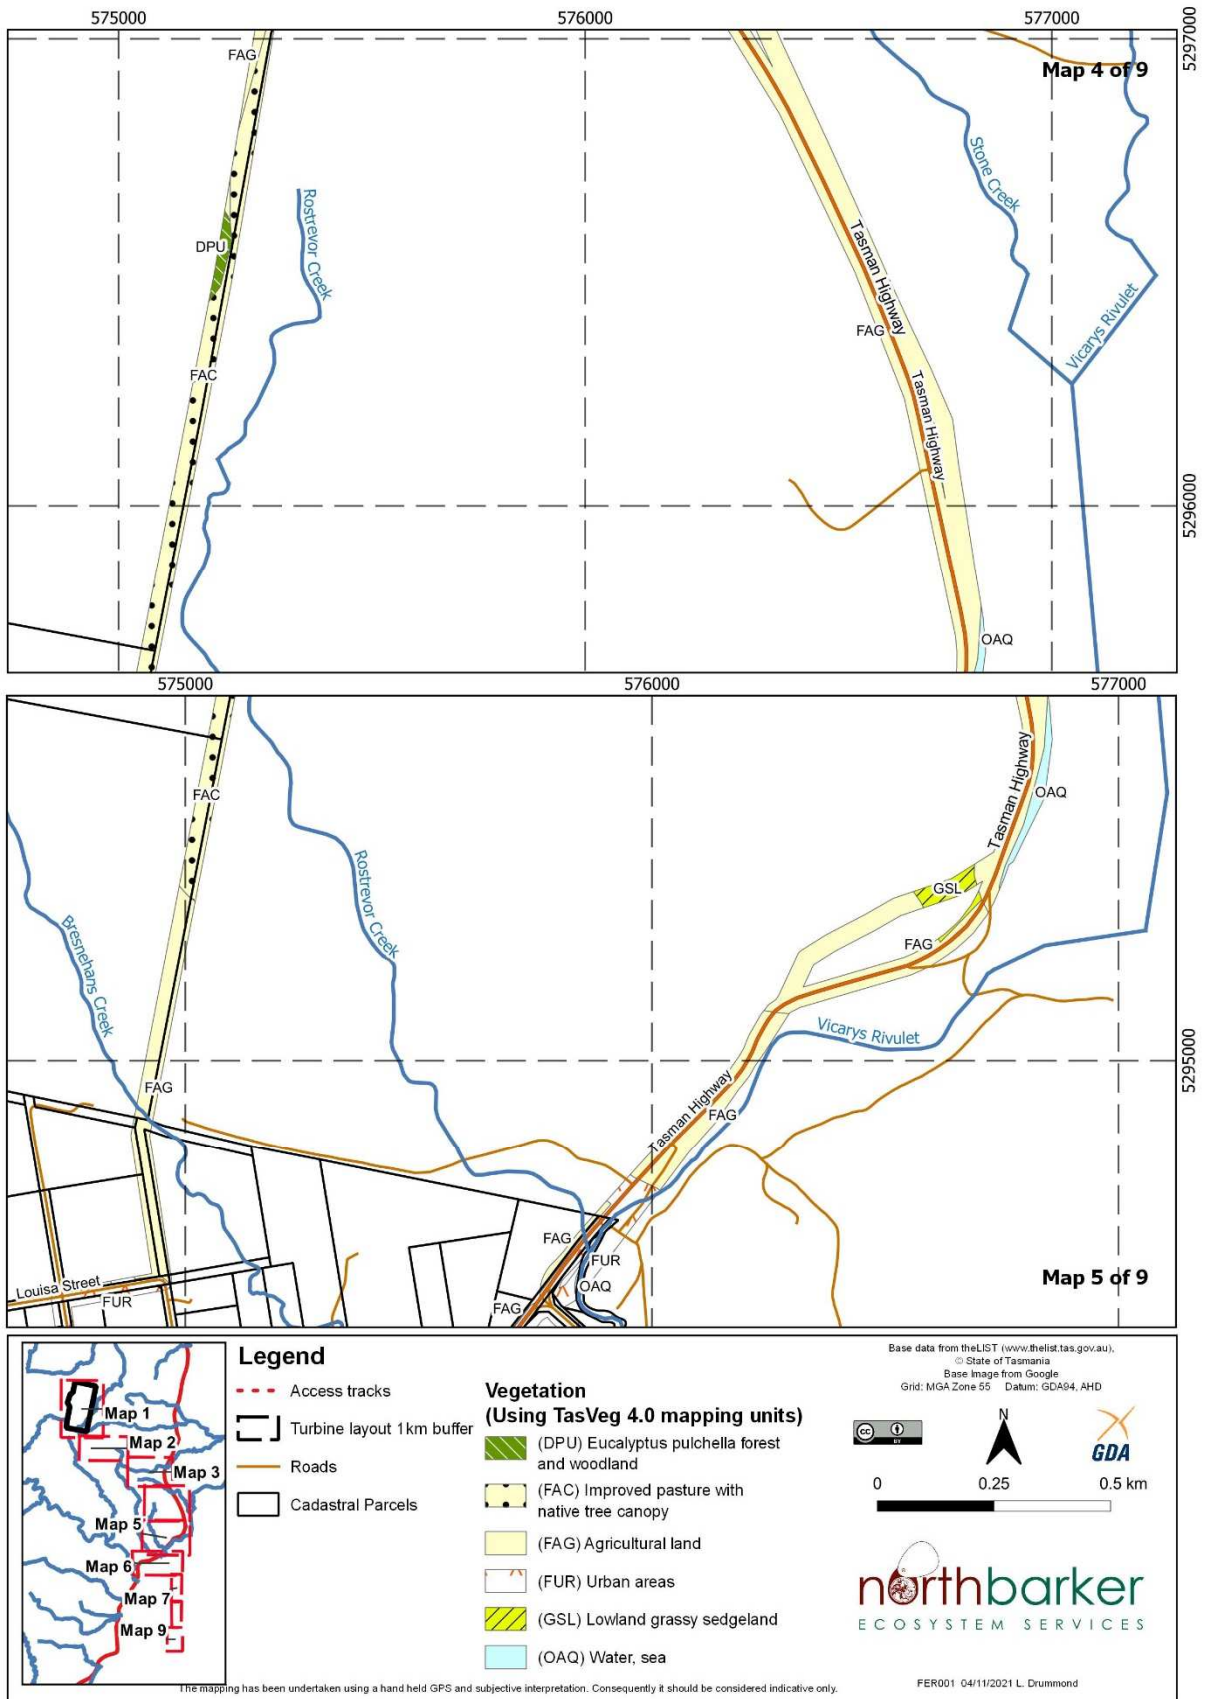 575000
576000
577000
5297000
FAG
Map 4 of 9
Stone Creek
Rostrevor Creek
DPU
Tasman Highway
Vicarys Rivulet
FAG
FAC
Tasman Highway
5296000
OAQ
575000
576000
577000
Tasman Highway
FAC
OAQ
Rostrevor Creek
GSL
Bresnehans Creek
FAG
Vicarys Rivulet
5295000
FAG
Tasman Highway
FAG
FAG
FUR
Map 5 of 9
Louisa Street
OAQ
FUR
FAG
Map 1
Map 2
Map 3
Map 5
Map 6
Map 7
Map 9
Legend
Access tracks
Turbine layout 1km buffer
Roads
Cadastral Parcels
Vegetation
(Using TasVeg 4.0 mapping units)
(DPU) Eucalyptus pulchella forest
and woodland
(FAC) Improved pasture with
native tree canopy
(FAG) Agricultural land
(FUR) Urban areas
(GSL) Lowland grassy sedgeland
(OAQ) Water, sea
Base data from theLIST (www.thelist.tas.gov.au),
© State of Tasmania
Base Image from Google
Grid: MGA Zone 55 Datum: GDA94, AHD
cc BY
N
GDA
0 0.25 0.5 km
northbarker
ECOSYSTEM SERVICES
The mapping has been undertaken using a hand held GPS and subjective interpretation. Consequently it should be considered indicative only.
FER001 04/11/2021 L. Drummond